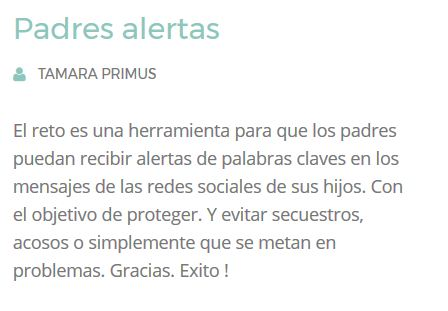 Padres alertas
TAMARA PRIMUS
El reto es una herramienta para que los padres
puedan recibir alertas de palabras claves en los
mensajes de las redes sociales de sus hijos. Con
el objetivo de proteger. Y evitar secuestros,
acosos o simplemente que se metan en
problemas. Gracias. Exito !